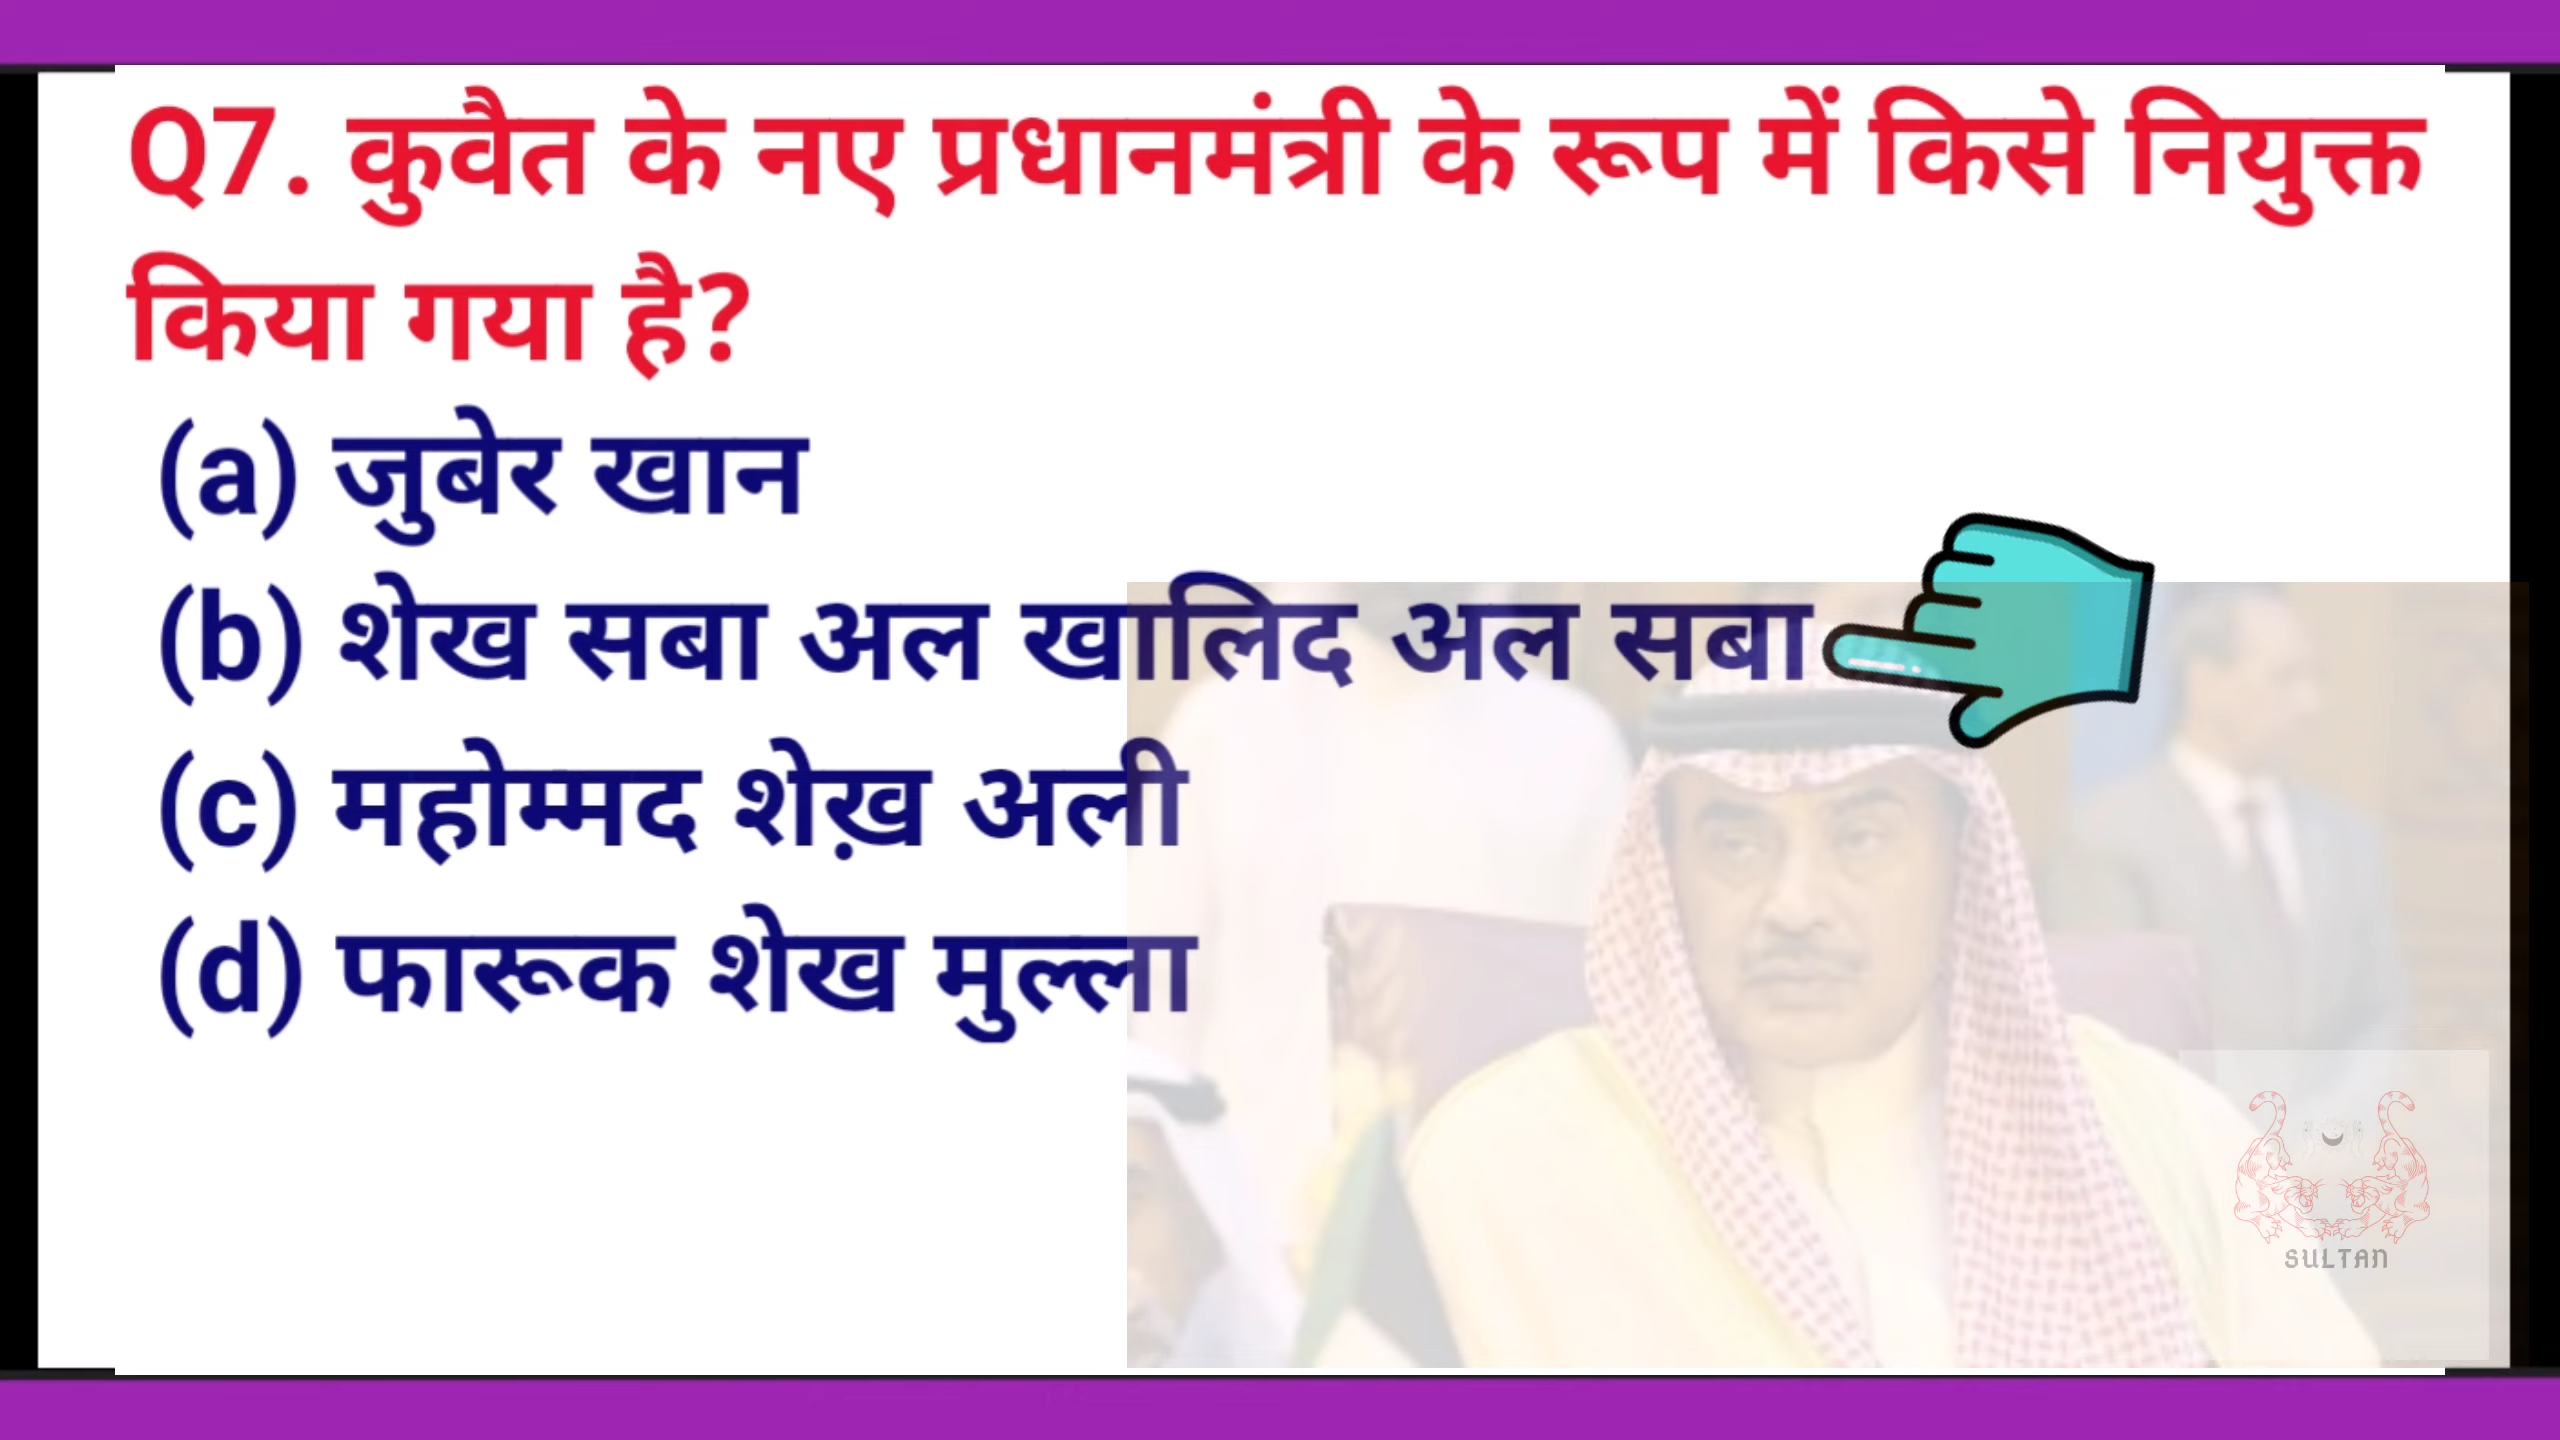 Q7. कुवैत के नए प्रधानमंत्री के रूप में किसे नियुक्त
किया गया है?
(a) जुबेर खान
(b) शेख सबा अल खालिद अल सबा
(c) महोम्मद शेख़ अली
(d) फारूक शेख मुल्ला
SULTAN